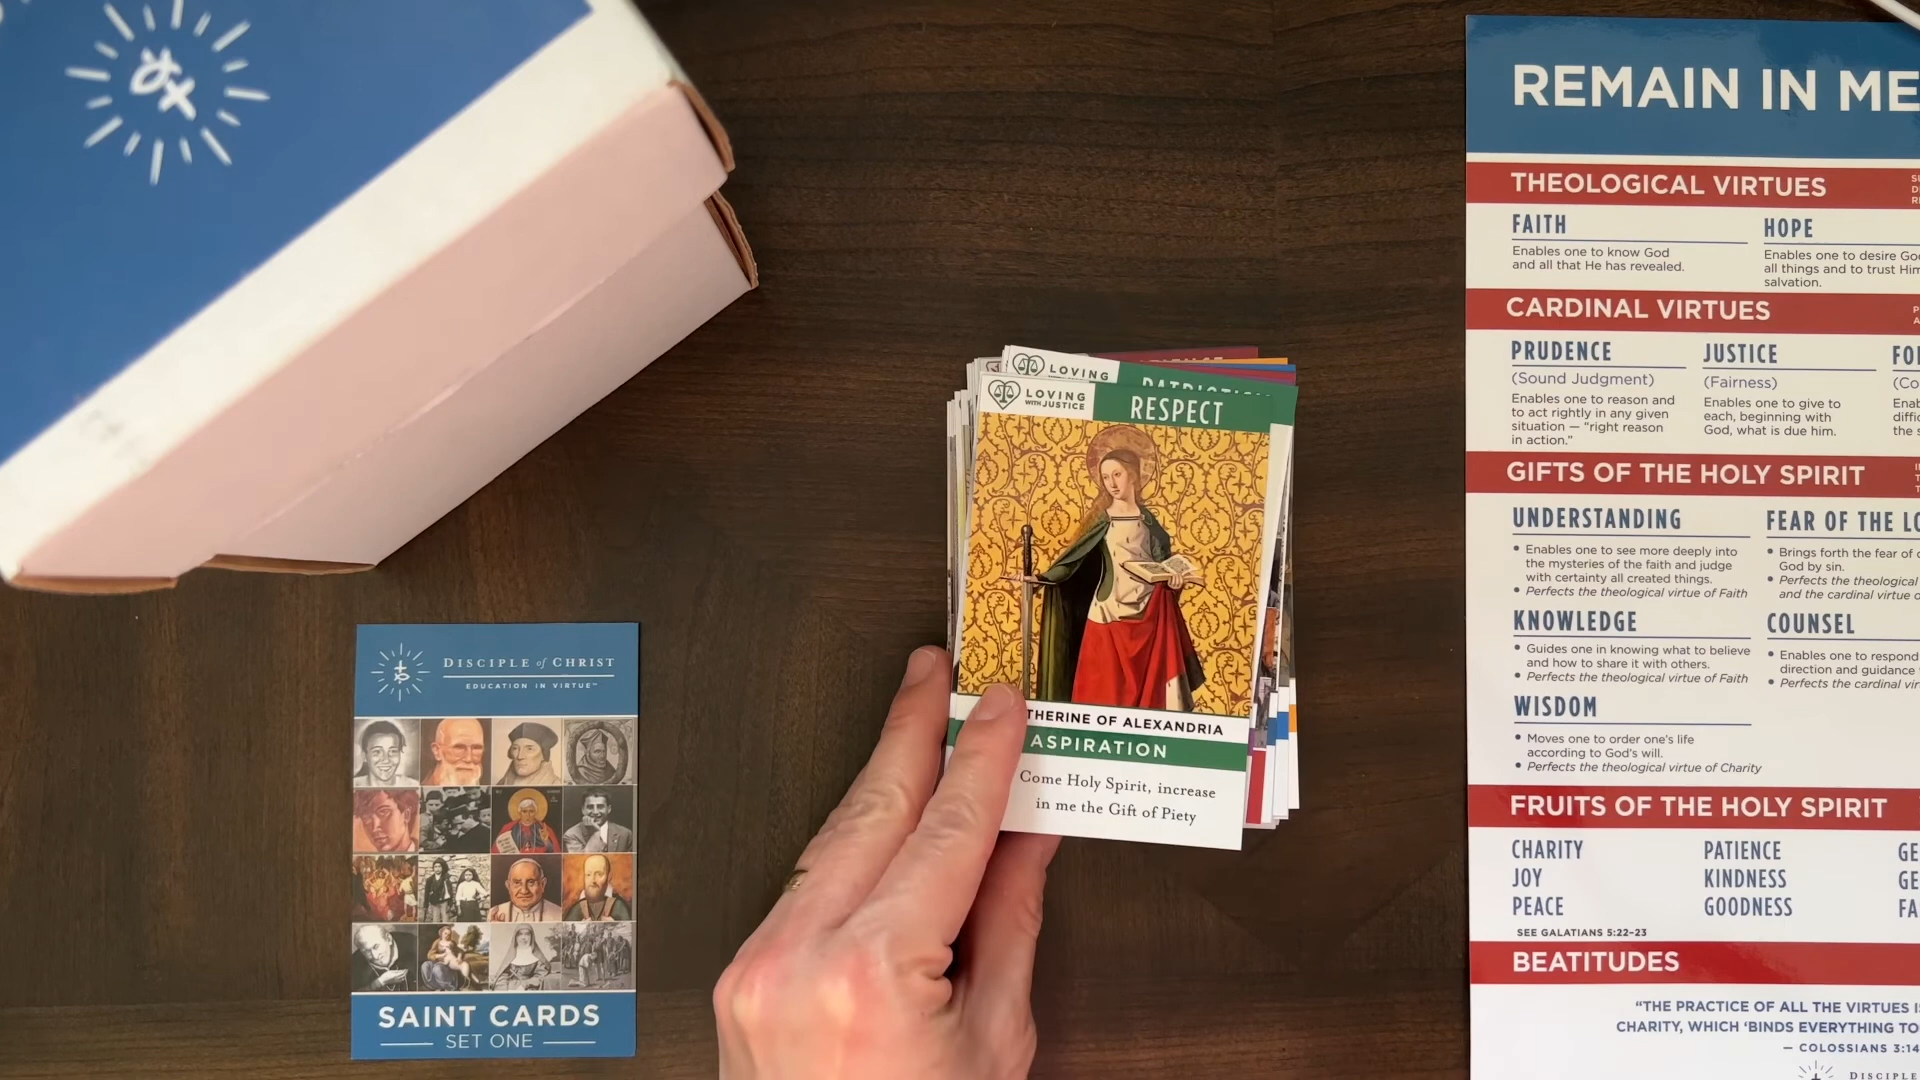 DISCIPLE of CHRIST
EDUCATION IN VIRTUE™
SAINT CARDS
SET ONE
LOVING
LOVING
WITH JUSTICE
RESPECT
THERINE OF ALEXANDRIA
ASPIRATION
Come Holy Spirit, increase
in me the Gift of Piety
REMAIN IN ME
THEOLOGICAL VIRTUES
FAITH
Enables one to know God
and all that He has revealed.
HOPE
Enables one to desire
all things and to trust Him
salvation.
CARDINAL VIRTUES
PRUDENCE
(Sound Judgment)
Enables one to reason and
to act rightly in any given
situation — “right reason
in action.”
JUSTICE
(Fairness)
Enables one to give to
each, beginning with
God, what is due him.
GIFTS OF THE HOLY SPIRIT
UNDERSTANDING
• Enables one to see more deeply into
the mysteries of the faith and judge
with certainty all created things.
• Perfects the theological virtue of Faith
KNOWLEDGE
• Guides one in knowing what to believe
and how to share it with others.
• Perfects the theological virtue of Faith
WISDOM
• Moves one to order one's life
according to God's will.
• Perfects the theological virtue of Charity
FEAR OF THE
• Brings forth the fear of
God by sin.
• Perfects the theological
and the cardinal virtue
COUNSEL
• Enables one to respond
direction and guidance
• Perfects the cardinal
FRUITS OF THE HOLY SPIRIT
CHARITY
JOY
PEACE
PATIENCE
KINDNESS
GOODNESS
SEE GALATIANS 5:22–23
BEATITUDES
“THE PRACTICE OF ALL THE VIRTUES
CHARITY, WHICH ‘BINDS EVERYTHING
— COLOSSIANS 3:14
DISCIPLE